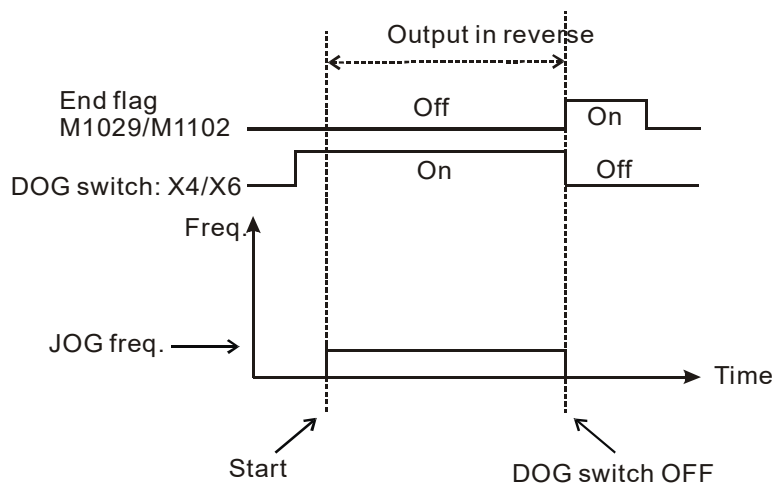 Output in reverse
End flag
M1029/M1102
Off
On
DOG switch: X4/X6
On
Off
Freq.
JOG freq.
Time
Start
DOG switch OFF